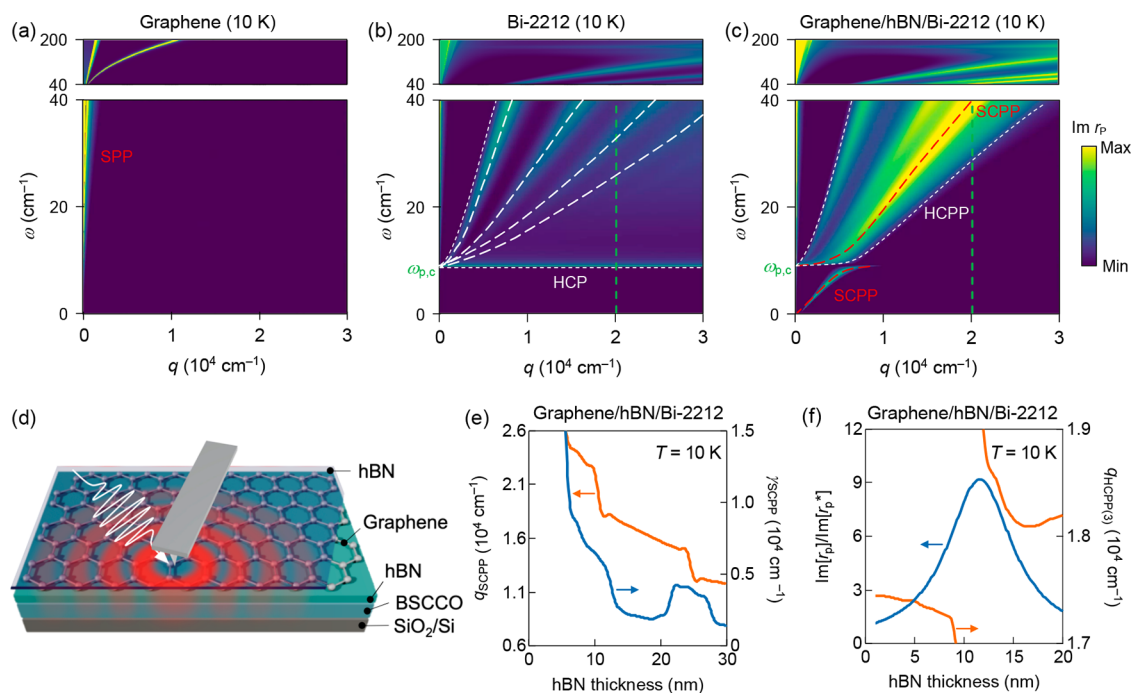 (a)
Graphene (10 K)
200
40
40
SPP
20
0
ω (cm⁻¹)
0
1
2
3
q (10⁴ cm⁻¹)
(b)
Bi-2212 (10 K)
200
40
40
20
ωp,c
HCP
0
ω (cm⁻¹)
0
1
2
3
q (10⁴ cm⁻¹)
(c)
Graphene/hBN/Bi-2212 (10 K)
200
40
40
SCPP
HCPP
20
ωp,c
SCPP
0
ω (cm⁻¹)
0
1
2
3
q (10⁴ cm⁻¹)
Im rP
Max
Min
(d)
hBN
Graphene
hBN
BSCCO
SiO₂/Si
(e)
Graphene/hBN/Bi-2212
T = 10 K
2.6
2.1
1.6
1.1
0.6
qSCPP (10⁴ cm⁻¹)
1.5
1
0.5
0
γSCPP (10⁴ cm⁻¹)
0
10
20
30
hBN thickness (nm)
(f)
Graphene/hBN/Bi-2212
T = 10 K
12
9
6
3
0
Im[rp]/Im[rp*]
1.9
1.8
1.7
qHCPP(3) (10⁴ cm⁻¹)
0
5
10
15
20
hBN thickness (nm)